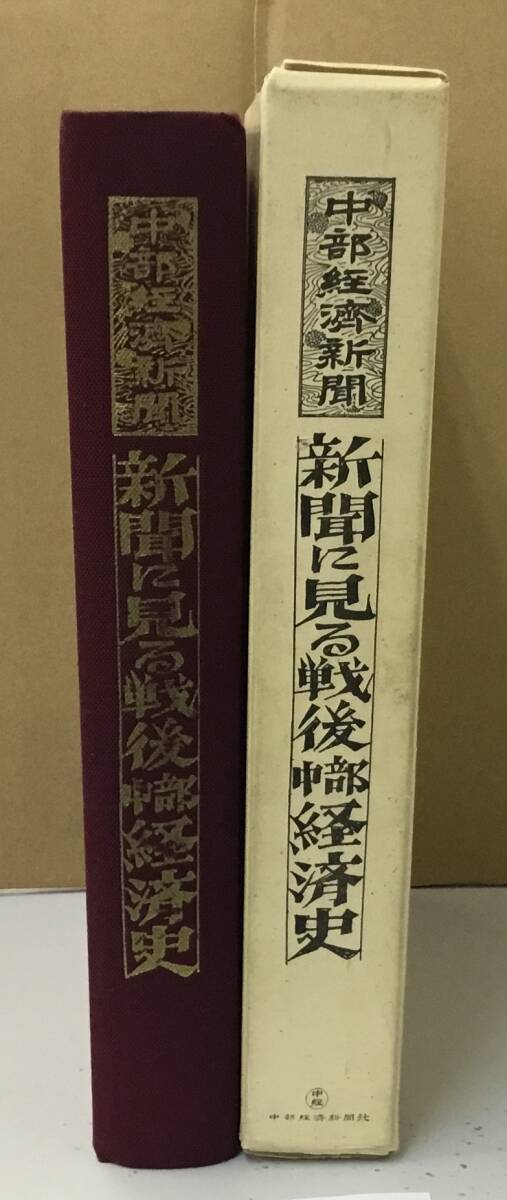 中部経済新聞
新聞に見る戦後中部経済史
中部経濟新聞
新聞に見る戦後中部経済史
中経
中部経済新聞社